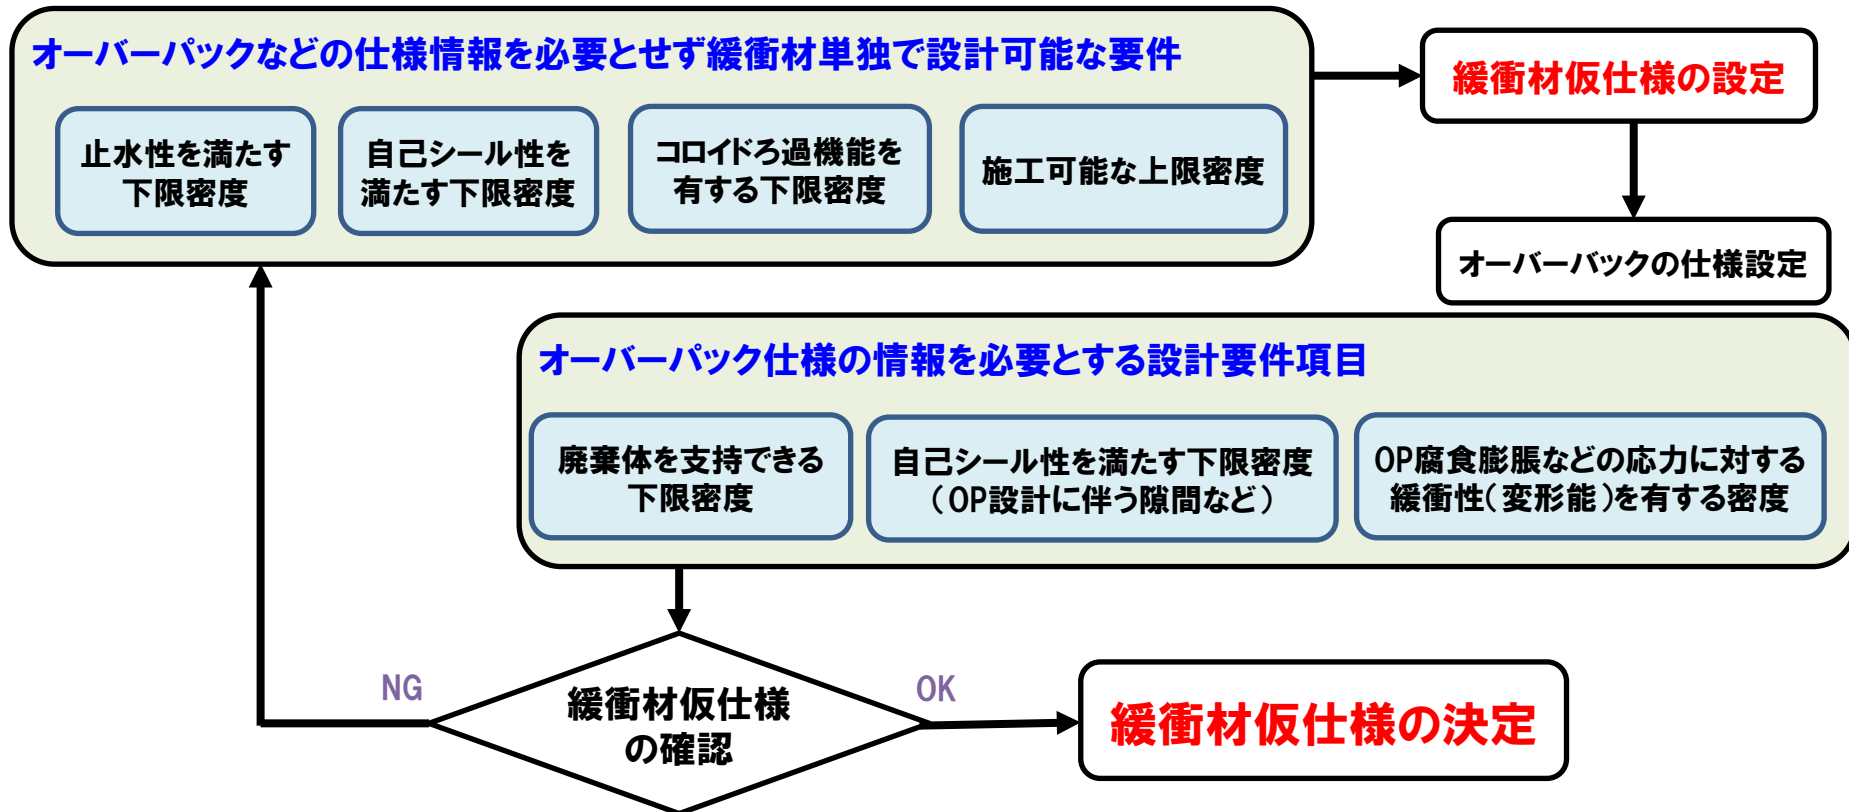 オーバーパックなどの仕様情報を必要とせず緩衝材単独で設計可能な要件
止水性を満たす
下限密度
自己シール性を
満たす下限密度
コロイドろ過機能を
有する下限密度
施工可能な上限密度
緩衝材仮仕様の設定
オーバーバックの仕様設定
オーバーパック仕様の情報を必要とする設計要件項目
廃棄体を支持できる
下限密度
自己シール性を満たす下限密度
(OP設計に伴う隙間など)
OP腐食膨脹などの応力に対する
緩衝性(変形能)を有する密度
NG
緩衝材仮仕様
の確認
OK
緩衝材仮仕様の決定